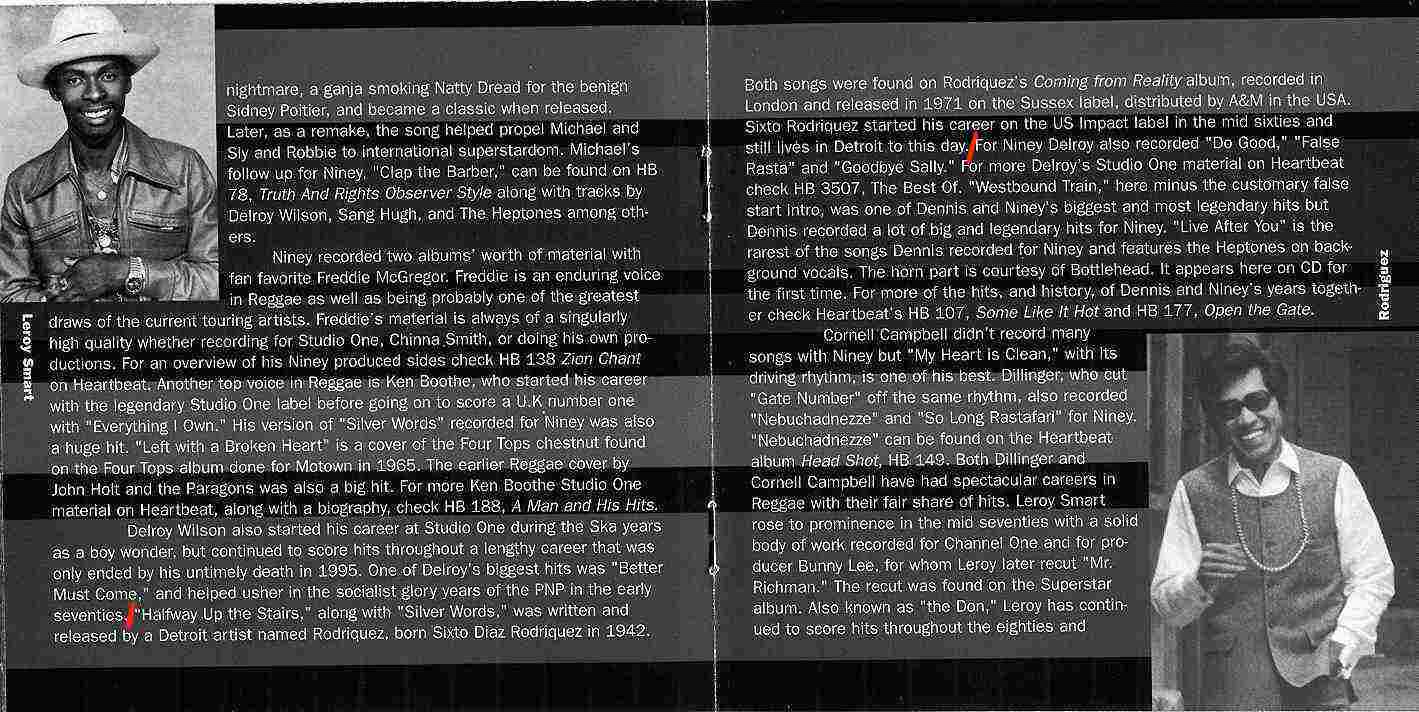 nightmare, a ganja smoking Natty Dread for the benign
Sidney Poitier, and became a classic when released.
Later, as a remake, the song helped propel Michael and
Sly and Robbie to international superstardom. Michael's
follow up for Niney, "Clap the Barber," can be found on HB
78, Truth And Rights Observer Style along with tracks by
Delroy Wilson, Sang Hugh, and The Heptones among oth-
ers.
Niney recorded two albums' worth of material with
fan favorite Freddie McGregor. Freddie is an enduring voice
in Reggae as well as being probably one of the greatest
draws of the current touring artists. Freddie's material is always of a singularly
high quality whether recording for Studio One, Chinna Smith, or doing his own pro-
ductions. For an overview of his Niney produced sides check HB 138 Zion Chant
on Heartbeat. Another top voice in Reggae is Ken Boothe, who started his career
with the legendary Studio One label before going on to score a U.K number one
with "Everything I Own." His version of "Silver Words" recorded for Niney was also
a huge hit. "Left with a Broken Heart" is a cover of the Four Tops chestnut found
on the Four Tops album done for Motown in 1965. The earlier Reggae cover by
John Holt and the Paragons was also a big hit. For more Ken Boothe Studio One
material on Heartbeat, along with a biography, check HB 188, A Man and His Hits.
Delroy Wilson also started his career at Studio One during the Ska years
as a boy wonder, but continued to score hits throughout a lengthy career that was
only ended by his untimely death in 1995. One of Delroy's biggest hits was "Better
Must Come," and helped usher in the socialist glory years of the PNP in the early
seventies. "Halfway Up the Stairs," along with "Silver Words," was written and
released by a Detroit artist named Rodriquez, born Sixto Diaz Rodriquez in 1942.
Leroy Smart
Both songs were found on Rodriquez's Coming from Reality album, recorded in
London and released in 1971 on the Sussex label, distributed by A&M in the USA.
Sixto Rodriquez started his career on the US Impact label in the mid sixties and
still lives in Detroit to this day. For Niney Delroy also recorded "Do Good," "False
Rasta" and "Goodbye Sally." For more Delroy's Studio One material on Heartbeat
check HB 3507, The Best Of. "Westbound Train," here minus the customary false
start intro, was one of Dennis and Niney's biggest and most legendary hits but
Dennis recorded a lot of big and legendary hits for Niney. "Live After You" is the
rarest of the songs Dennis recorded for Niney and features the Heptones on back-
ground vocals. The horn part is courtesy of Bottlehead. It appears here on CD for
the first time. For more of the hits, and history, of Dennis and Niney's years togeth-
er check Heartbeat's HB 107, Some Like It Hot and HB 177, Open the Gate.
Cornell Campbell didn't record many
songs with Niney but "My Heart is Clean," with its
driving rhythm, is one of his best. Dillinger, who cut
"Gate Number" off the same rhythm, also recorded
"Nebuchadnezze" and "So Long Rastafari" for Niney.
"Nebuchadnezze" can be found on the Heartbeat
album Head Shot, HB 149. Both Dillinger and
Cornell Campbell have had spectacular careers in
Reggae with their fair share of hits. Leroy Smart
rose to prominence in the mid seventies with a solid
body of work recorded for Channel One and for pro-
ducer Bunny Lee, for whom Leroy later recut "Mr.
Richman." The recut was found on the Superstar
album. Also known as "the Don," Leroy has contin-
ued to score hits throughout the eighties and
Rodriguez